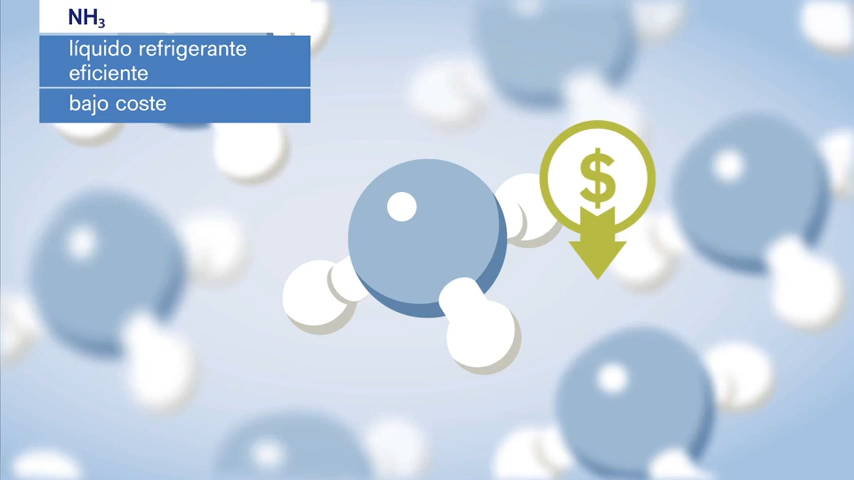 NH₃
líquido refrigerante
eficiente
bajo coste
$